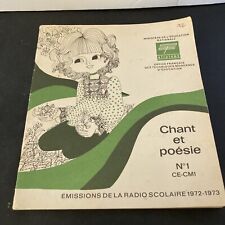 MINISTÈRE DE L'ÉDUCATION
NATIONALE
OFFICE FRANÇAIS
DES TECHNIQUES MODERNES
D'ÉDUCATION
Chant
et
poésie
N°1
CE-CM1
EMISSIONS DE LA RADIO SCOLAIRE 1972-1973